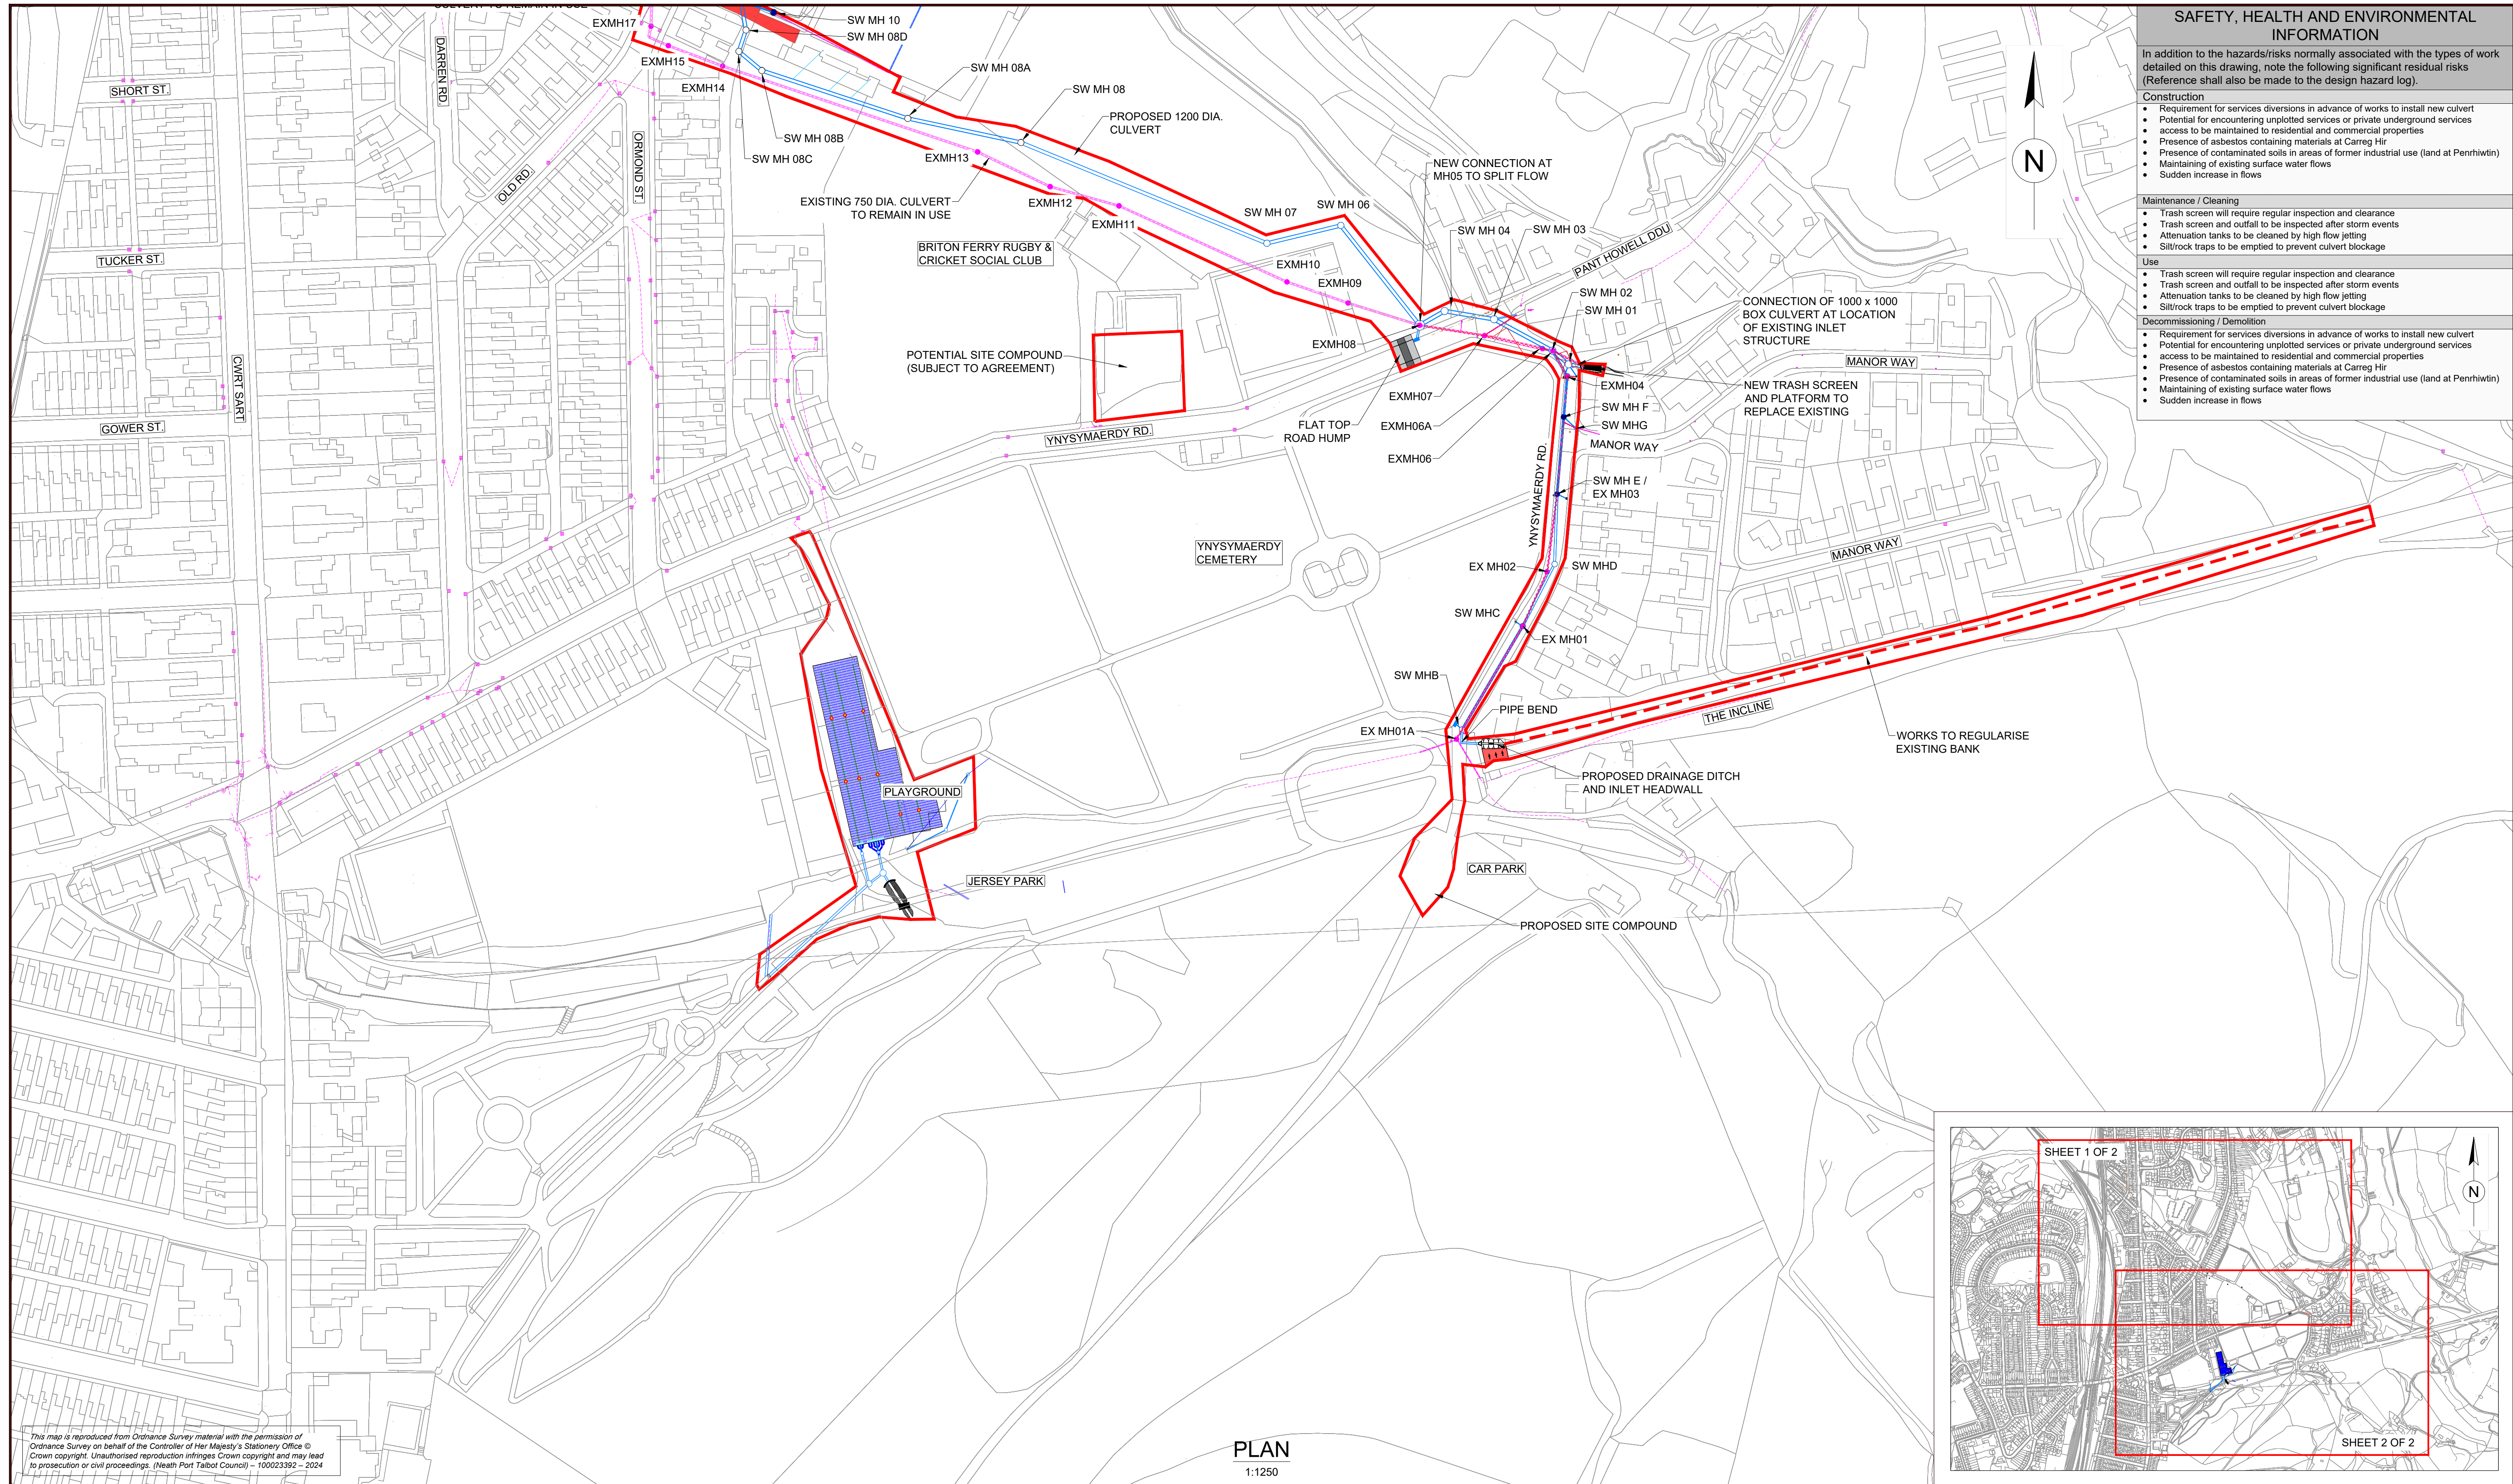 CULVERT TO REMAIN IN USE
EXMH17
SW MH 10
SW MH 08D
EXMH15
EXMH14
SW MH 08A
SW MH 08
PROPOSED 1200 DIA.
CULVERT
SW MH 08B
SW MH 08C
EXMH13
EXMH12
EXMH11
EXISTING 750 DIA. CULVERT
TO REMAIN IN USE
DARREN RD.
SHORT ST.
OLD RD.
ORMOND ST.
TUCKER ST.
CWRT SART
GOWER ST.
BRITON FERRY RUGBY &
CRICKET SOCIAL CLUB
NEW CONNECTION AT
MH05 TO SPLIT FLOW
SW MH 07
SW MH 06
SW MH 04
SW MH 03
PANT HOWELL DDU
EXMH10
EXMH09
SW MH 02
SW MH 01
CONNECTION OF 1000 x 1000
BOX CULVERT AT LOCATION
OF EXISTING INLET
STRUCTURE
POTENTIAL SITE COMPOUND
(SUBJECT TO AGREEMENT)
EXMH08
EXMH07
EXMH06A
EXMH06
FLAT TOP
ROAD HUMP
YNYSYMAERDY RD.
EXMH04
SW MH F
SW MHG
MANOR WAY
MANOR WAY
NEW TRASH SCREEN
AND PLATFORM TO
REPLACE EXISTING
SW MH E /
EX MH03
YNYSYMAERDY RD.
MANOR WAY
YNYSYMAERDY
CEMETERY
EX MH02
SW MHD
SW MHC
EX MH01
SW MHB
PIPE BEND
EX MH01A
THE INCLINE
WORKS TO REGULARISE
EXISTING BANK
PROPOSED DRAINAGE DITCH
AND INLET HEADWALL
PLAYGROUND
JERSEY PARK
CAR PARK
PROPOSED SITE COMPOUND
N
SAFETY, HEALTH AND ENVIRONMENTAL
INFORMATION
In addition to the hazards/risks normally associated with the types of work
detailed on this drawing, note the following significant residual risks
(Reference shall also be made to the design hazard log).
Construction
• Requirement for services diversions in advance of works to install new culvert
• Potential for encountering unplotted services or private underground services
• access to be maintained to residential and commercial properties
• Presence of asbestos containing materials at Carreg Hir
• Presence of contaminated soils in areas of former industrial use (land at Penrhiwtin)
• Maintaining of existing surface water flows
• Sudden increase in flows
Maintenance / Cleaning
• Trash screen will require regular inspection and clearance
• Trash screen and outfall to be inspected after storm events
• Attenuation tanks to be cleaned by high flow jetting
• Silt/rock traps to be emptied to prevent culvert blockage
Use
• Trash screen will require regular inspection and clearance
• Trash screen and outfall to be inspected after storm events
• Attenuation tanks to be cleaned by high flow jetting
• Silt/rock traps to be emptied to prevent culvert blockage
Decommissioning / Demolition
• Requirement for services diversions in advance of works to install new culvert
• Potential for encountering unplotted services or private underground services
• access to be maintained to residential and commercial properties
• Presence of asbestos containing materials at Carreg Hir
• Presence of contaminated soils in areas of former industrial use (land at Penrhiwtin)
• Maintaining of existing surface water flows
• Sudden increase in flows
SHEET 1 OF 2
N
SHEET 2 OF 2
This map is reproduced from Ordnance Survey material with the permission of
Ordnance Survey on behalf of the Controller of Her Majesty's Stationery Office ©
Crown copyright. Unauthorised reproduction infringes Crown copyright and may lead
to prosecution or civil proceedings. (Neath Port Talbot Council) – 100023392 – 2024
PLAN
1:1250